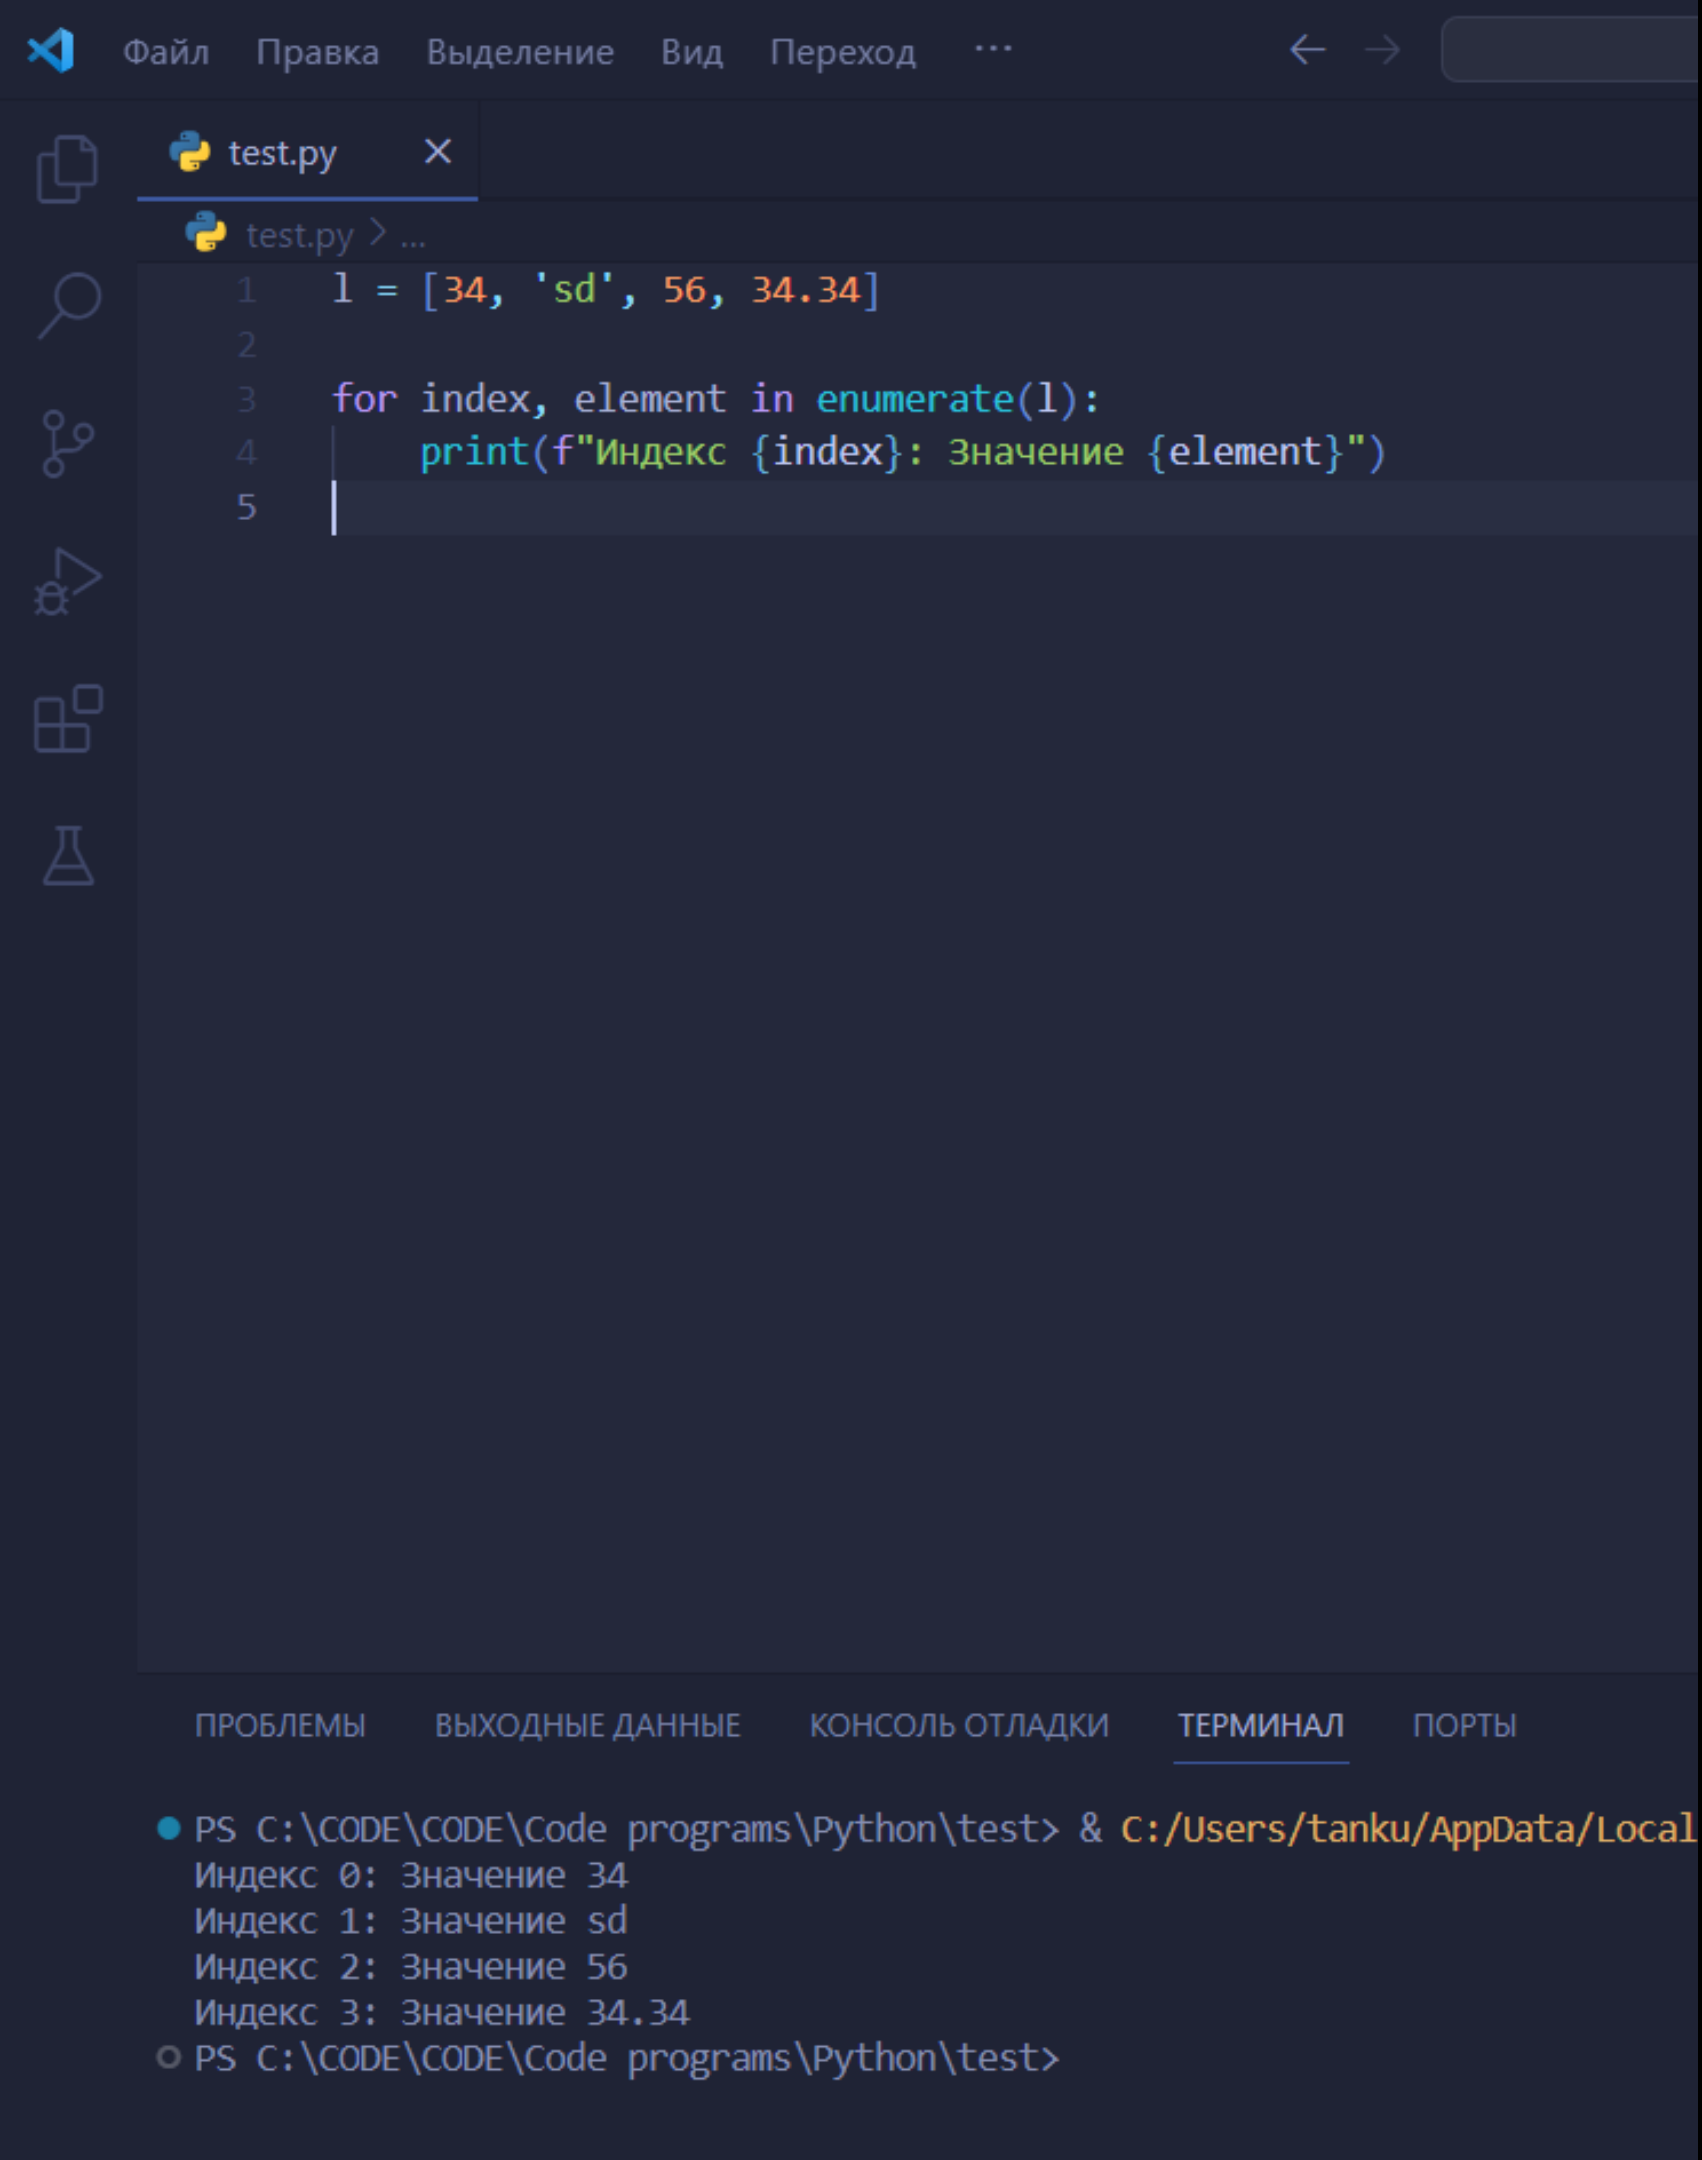 Файл Правка Выделение Вид Переход ...
test.py
test.py > ...
1 l = [34, 'sd', 56, 34.34]
2
3 for index, element in enumerate(l):
4     print(f"Индекс {index}: Значение {element}")
5
ПРОБЛЕМЫ ВЫХОДНЫЕ ДАННЫЕ КОНСОЛЬ ОТЛАДКИ ТЕРМИНАЛ ПОРТЫ
PS C:\CODE\CODE\Code programs\Python\test> & C:/Users/tanku/AppData/Local
Индекс 0: Значение 34
Индекс 1: Значение sd
Индекс 2: Значение 56
Индекс 3: Значение 34.34
PS C:\CODE\CODE\Code programs\Python\test>